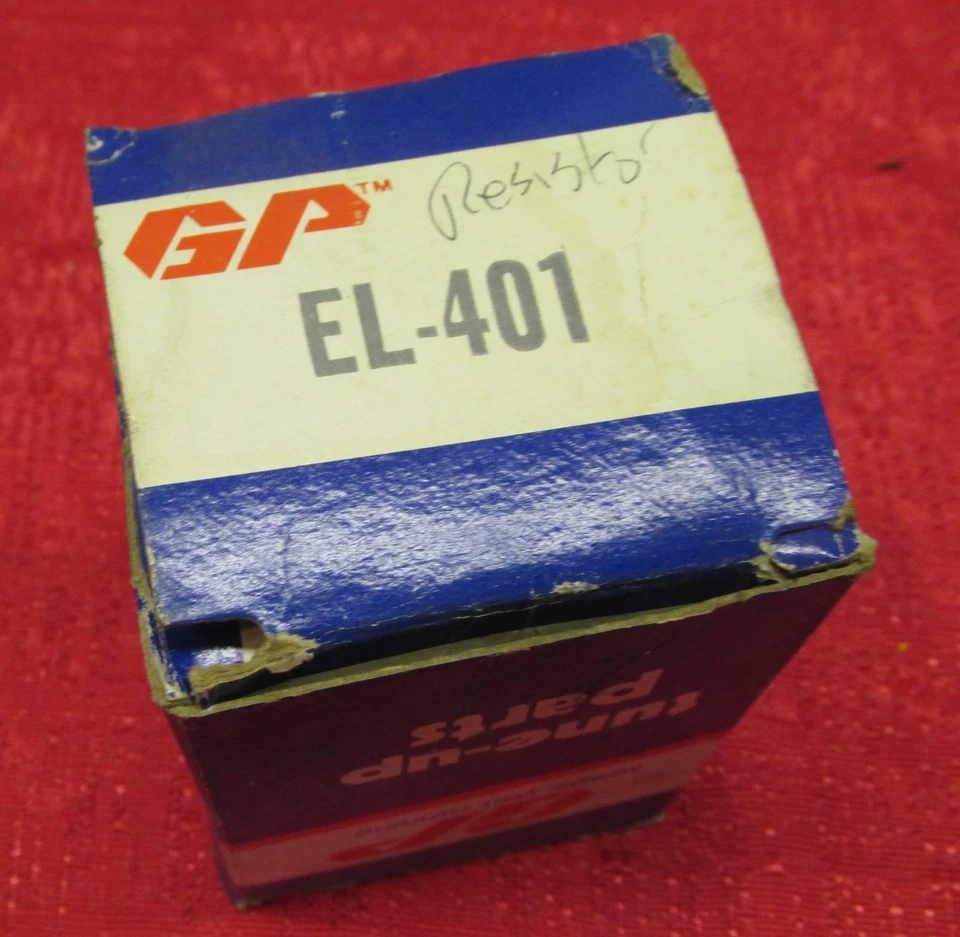 GP™ Resistor
EL-401
tune-up
parts